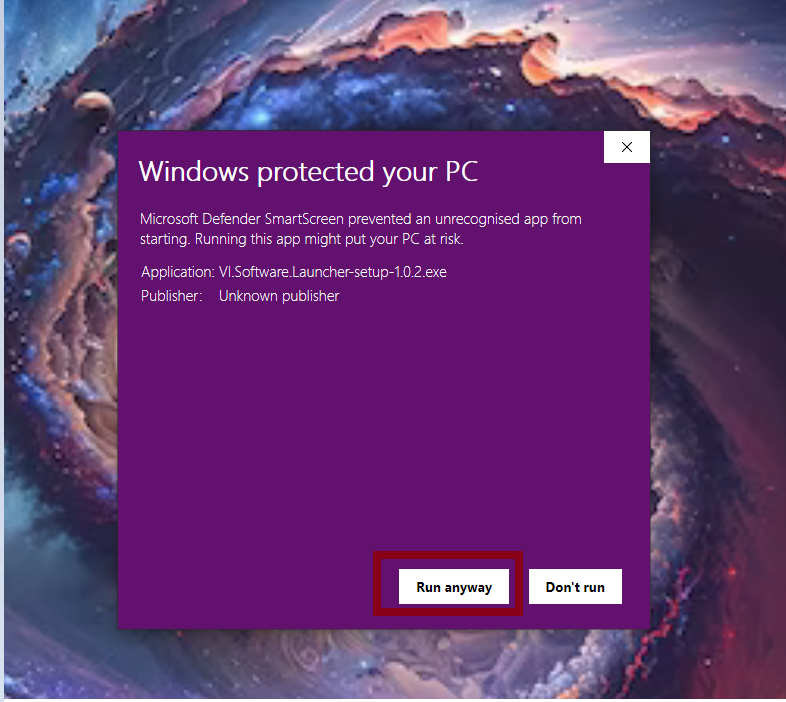 Windows protected your PC
Microsoft Defender SmartScreen prevented an unrecognised app from
starting. Running this app might put your PC at risk.
Application: VI.Software.Launcher-setup-1.0.2.exe
Publisher: Unknown publisher
Run anyway Don't run